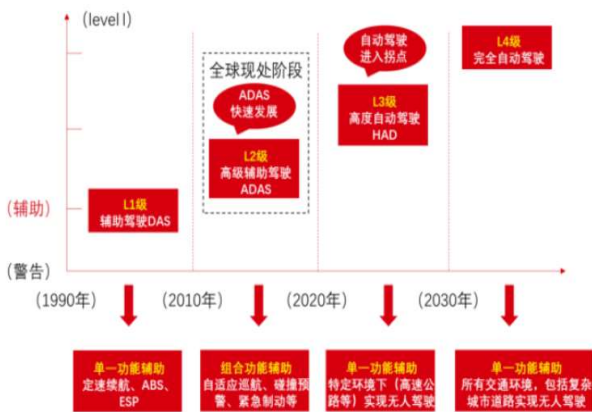 (level l)
全球现处阶段
ADAS
快速发展
自动驾驶
进入拐点
L4级
完全自动驾驶
L3级
高度自动驾驶
HAD
L2级
高级辅助驾驶
ADAS
L1级
辅助驾驶DAS
(辅助)
(警告)
(1990年)
(2010年)
(2020年)
(2030年)
单一功能辅助
定速续航、ABS、
ESP
组合功能辅助
自适应巡航、碰撞预
警、紧急制动等
单一功能辅助
特定环境下（高速公
路等）实现无人驾驶
单一功能辅助
所有交通环境，包括复杂
城市道路实现无人驾驶